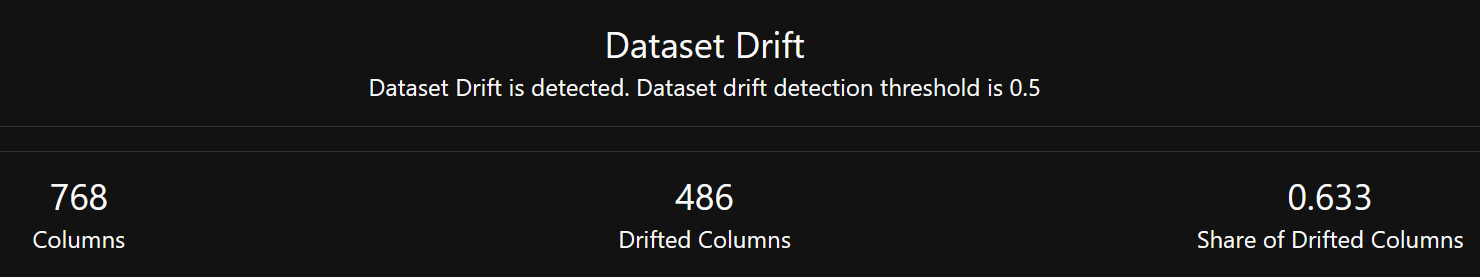 Dataset Drift
Dataset Drift is detected. Dataset drift detection threshold is 0.5
768
Columns
486
Drifted Columns
0.633
Share of Drifted Columns